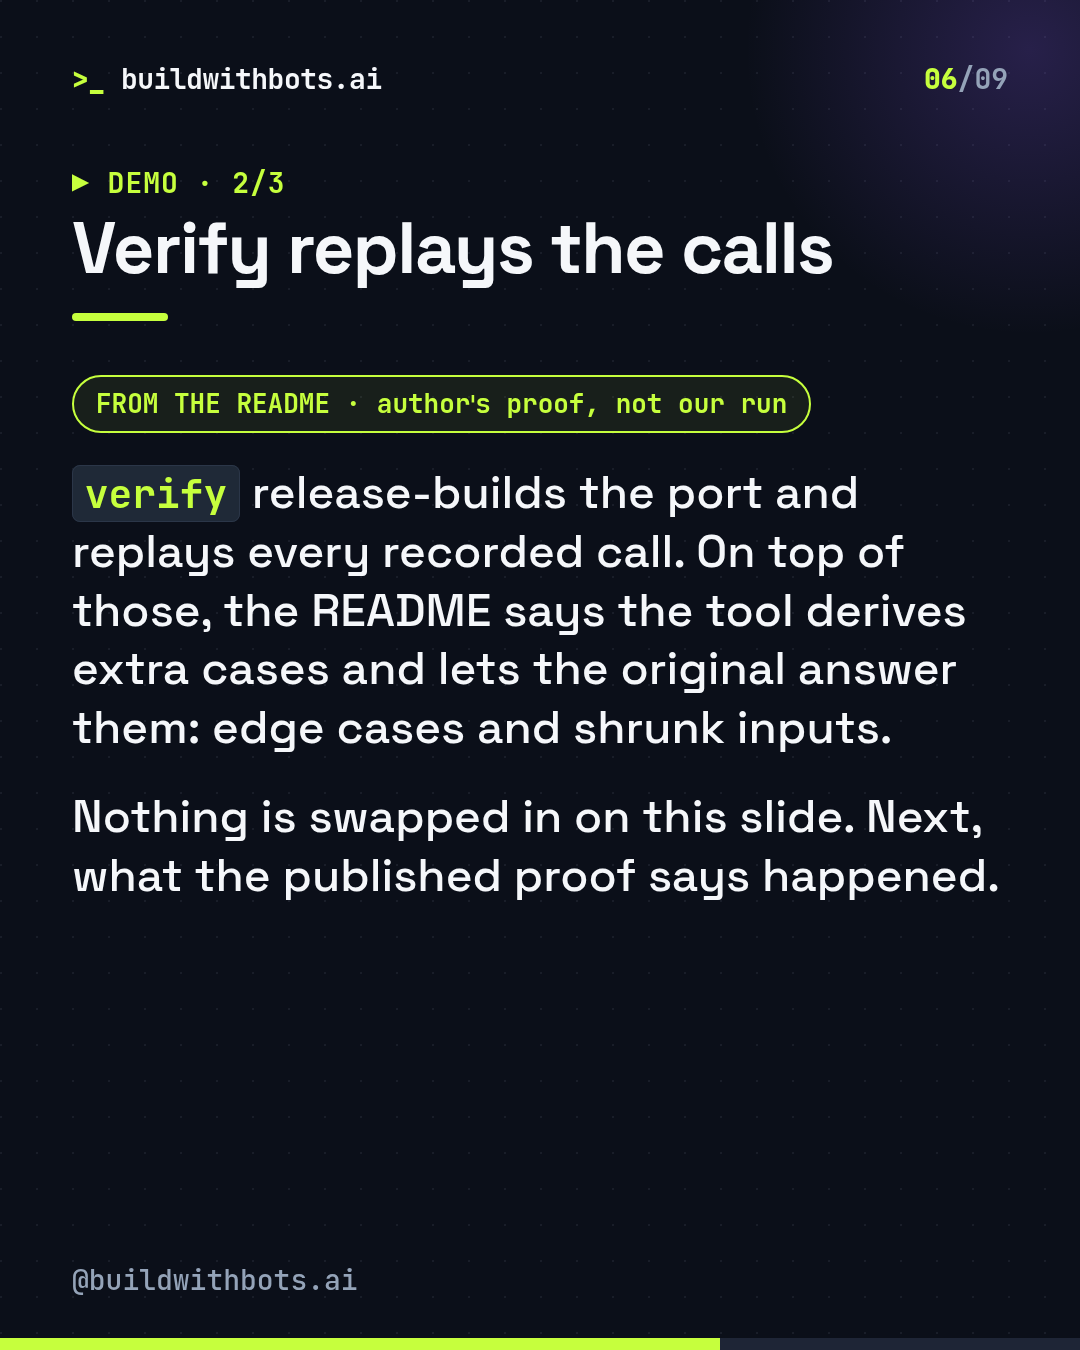 >_ buildwithbots.ai
06/09
▶ DEMO · 2/3
Verify replays the calls
FROM THE README · author's proof, not our run
verify release-builds the port and
replays every recorded call. On top of
those, the README says the tool derives
extra cases and lets the original answer
them: edge cases and shrunk inputs.
Nothing is swapped in on this slide. Next,
what the published proof says happened.
@buildwithbots.ai